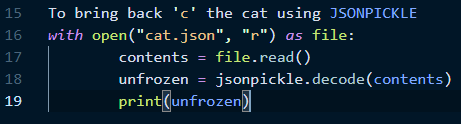 15 To bring back 'c' the cat using JSONPICKLE
16 with open("cat.json", "r") as file:
17 contents = file.read()
18 unfrozen = jsonpickle.decode(contents)
19 print(unfrozen)